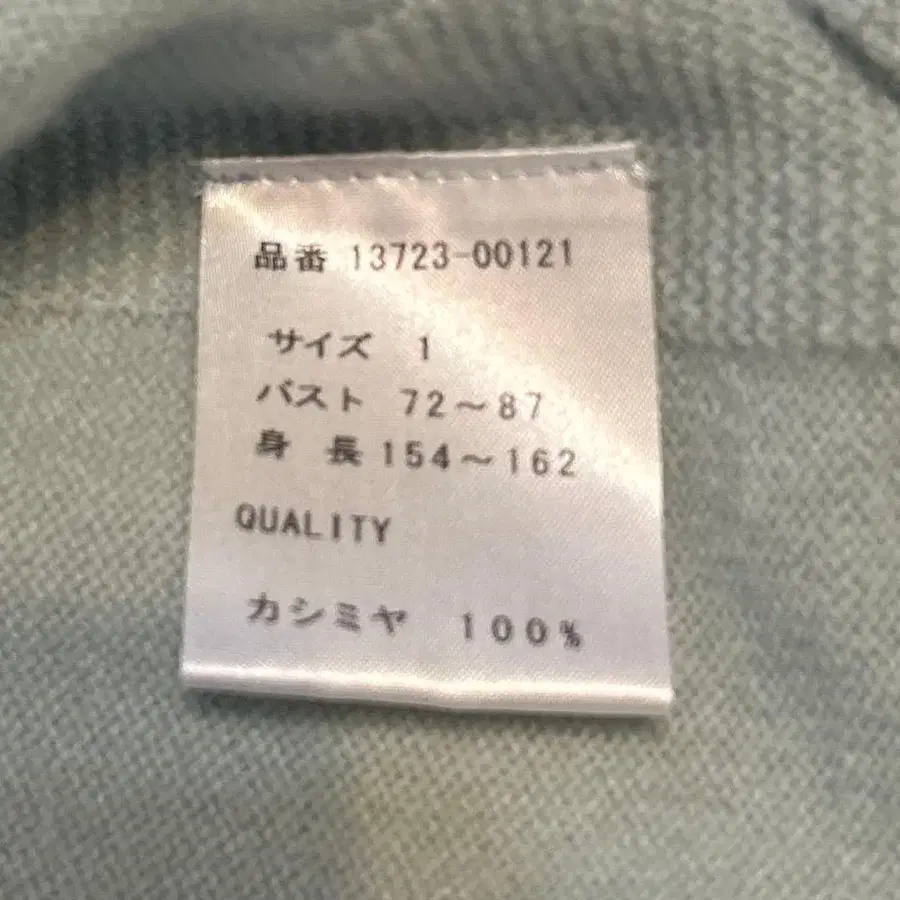 品番 13723-00121
サイズ 1
バスト 72～87
身 長 154～162
QUALITY
カシミヤ 100%